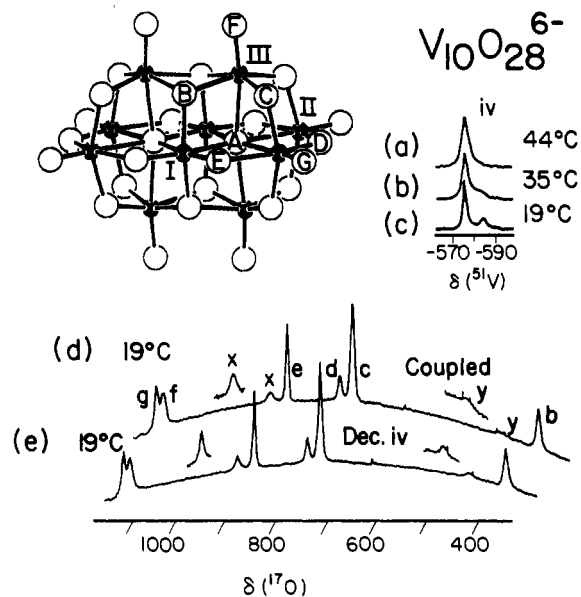 V10O28 6-
F
III
B
C
II
A
D
I
E
G
iv
(a) 44°C
(b) 35°C
(c) 19°C
-570 -590
δ (51V)
(d) 19°C
g f x x e d c Coupled y y b
(e) 19°C Dec. iv
1000 800 600 400
δ (17O)